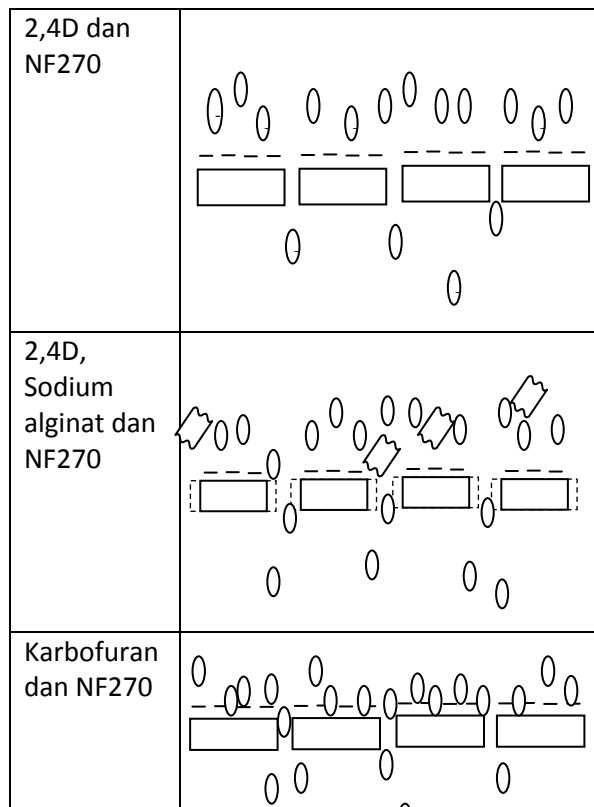 2,4D dan
NF270
2,4D,
Sodium
alginat dan
NF270
Karbofuran
dan NF270